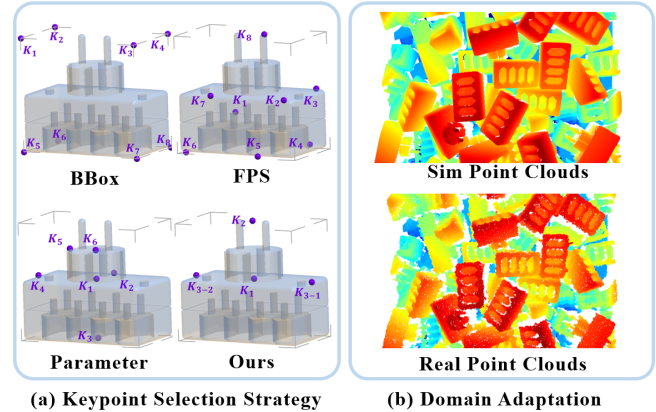 K1 K2 K3 K4
K5 K6 K7 K8
BBox
K8
K7 K1 K2 K3
K6 K5 K4
FPS
Sim Point Clouds
K5 K6
K4 K1 K2
K3
Parameter
K2
K3-2 K1 K3-1
Ours
Real Point Clouds
(a) Keypoint Selection Strategy
(b) Domain Adaptation